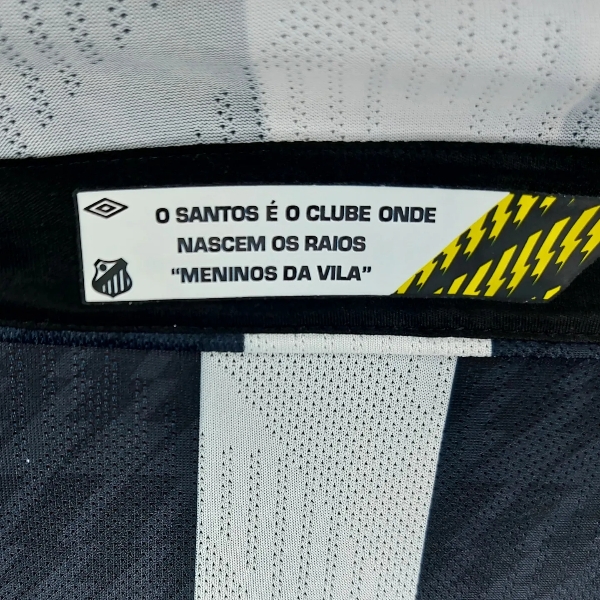 O SANTOS É O CLUBE ONDE
NASCEM OS RAIOS
“MENINOS DA VILA”